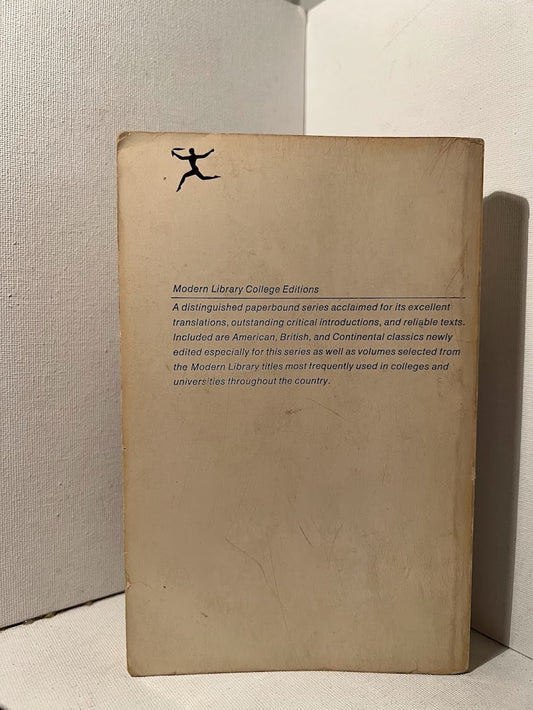 Modern Library College Editions
A distinguished paperbound series acclaimed for its excellent
translations, outstanding critical introductions, and reliable texts.
Included are American, British, and Continental classics newly
edited especially for this series as well as volumes selected from
the Modern Library titles most frequently used in colleges and
univers ties throughout the country.